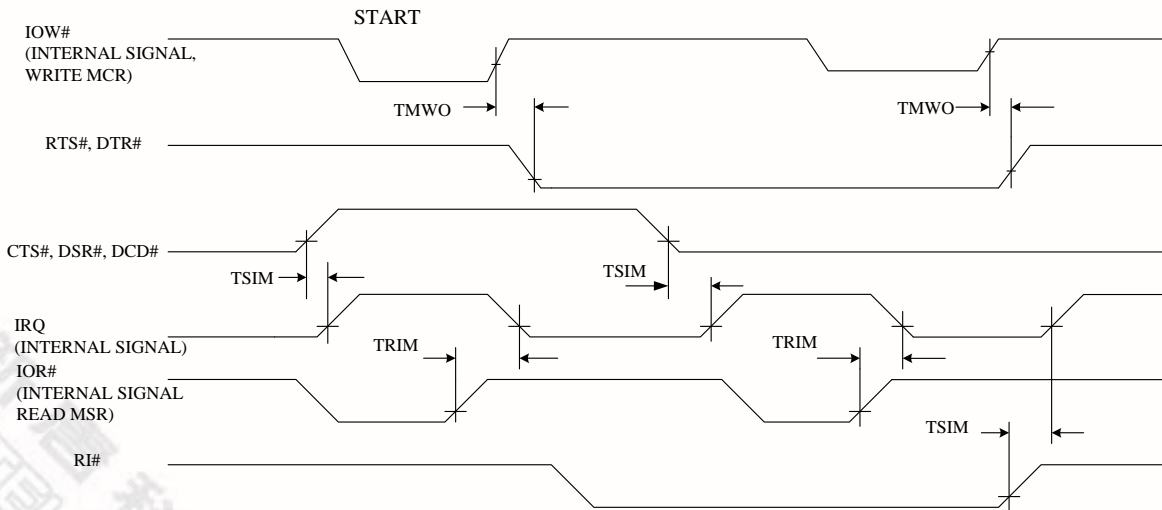 START
IOW#
(INTERNAL SIGNAL,
WRITE MCR)
TMWO
TMWO
RTS#, DTR#
CTS#, DSR#, DCD#
TSIM
TSIM
IRQ
(INTERNAL SIGNAL)
TRIM
TRIM
IOR#
(INTERNAL SIGNAL
READ MSR)
TSIM
RI#